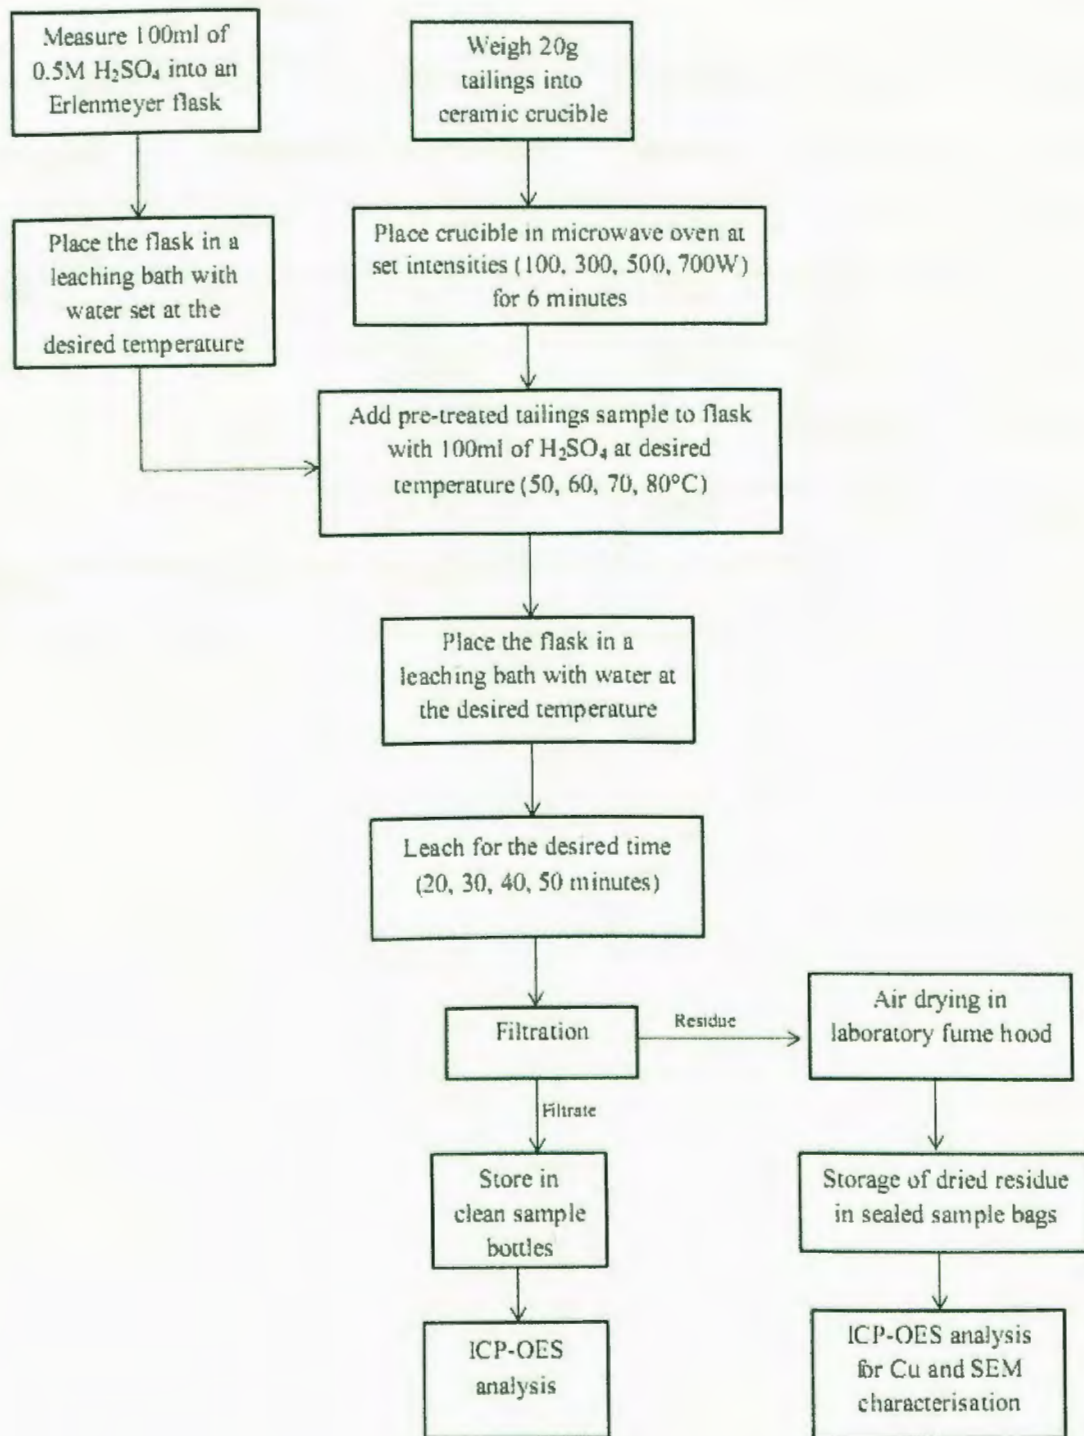 Measure 100ml of
0.5M H₂SO₄ into an
Erlenmeyer flask
Weigh 20g
tailings into
ceramic crucible
Place the flask in a
leaching bath with
water set at the
desired temperature
Place crucible in microwave oven at
set intensities (100, 300, 500, 700W)
for 6 minutes
Add pre-treated tailings sample to flask
with 100ml of H₂SO₄ at desired
temperature (50, 60, 70, 80°C)
Place the flask in a
leaching bath with water at
the desired temperature
Leach for the desired time
(20, 30, 40, 50 minutes)
Filtration
Residue
Air drying in
laboratory fume hood
Filtrate
Store in
clean sample
bottles
Storage of dried residue
in sealed sample bags
ICP-OES
analysis
ICP-OES analysis
for Cu and SEM
characterisation